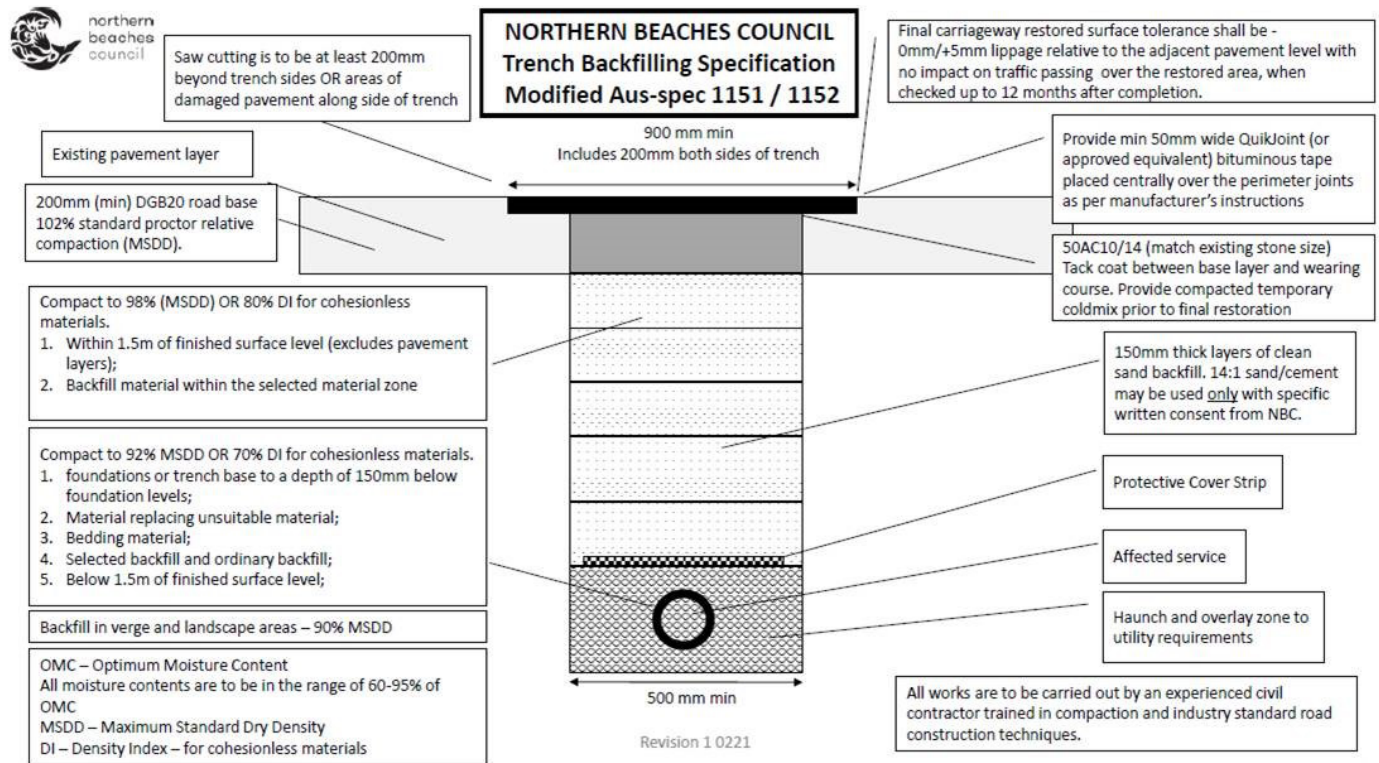 northern
beaches
council
NORTHERN BEACHES COUNCIL
Trench Backfilling Specification
Modified Aus-spec 1151 / 1152
Saw cutting is to be at least 200mm
beyond trench sides OR areas of
damaged pavement along side of trench
Final carriageway restored surface tolerance shall be -
0mm/+5mm lippage relative to the adjacent pavement level with
no impact on traffic passing over the restored area, when
checked up to 12 months after completion.
900 mm min
Includes 200mm both sides of trench
Existing pavement layer
Provide min 50mm wide QuikJoint (or
approved equivalent) bituminous tape
placed centrally over the perimeter joints
as per manufacturer's instructions
200mm (min) DGB20 road base
102% standard proctor relative
compaction (MSDD).
50AC10/14 (match existing stone size)
Tack coat between base layer and wearing
course. Provide compacted temporary
coldmix prior to final restoration
Compact to 98% (MSDD) OR 80% DI for cohesionless
materials.
1. Within 1.5m of finished surface level (excludes pavement
layers);
2. Backfill material within the selected material zone
150mm thick layers of clean
sand backfill. 14:1 sand/cement
may be used only with specific
written consent from NBC.
Compact to 92% MSDD OR 70% DI for cohesionless materials.
1. foundations or trench base to a depth of 150mm below
foundation levels;
2. Material replacing unsuitable material;
3. Bedding material;
4. Selected backfill and ordinary backfill;
5. Below 1.5m of finished surface level;
Protective Cover Strip
Affected service
Haunch and overlay zone to
utility requirements
Backfill in verge and landscape areas – 90% MSDD
OMC – Optimum Moisture Content
All moisture contents are to be in the range of 60-95% of
OMC
MSDD – Maximum Standard Dry Density
DI – Density Index – for cohesionless materials
500 mm min
Revision 1 0221
All works are to be carried out by an experienced civil
contractor trained in compaction and industry standard road
construction techniques.